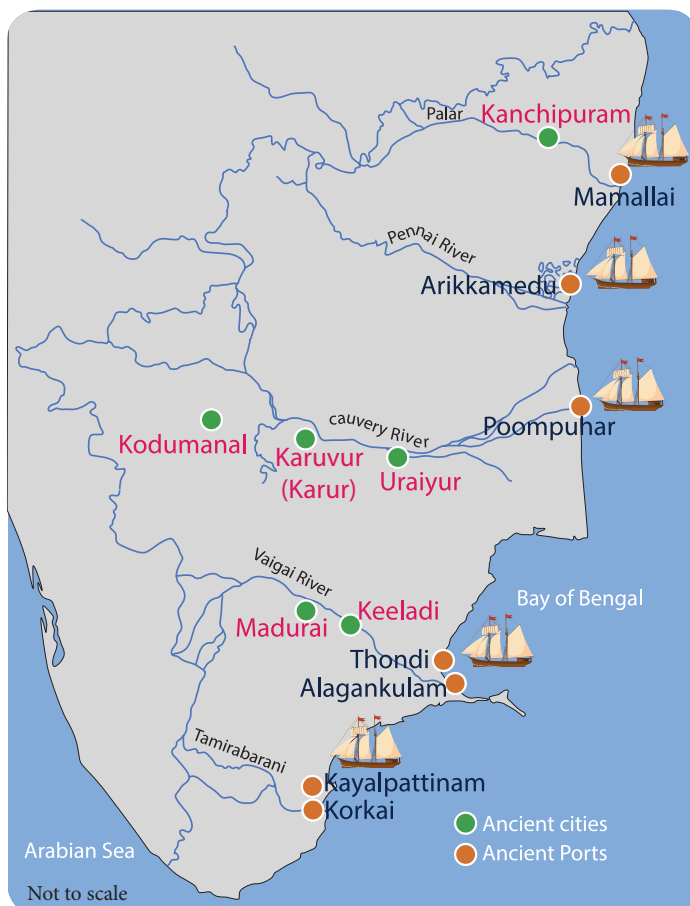 Palar
Kanchipuram
Mamallai
Pennai River
Arikkamedu
Poompuhar
cauvery River
Kodumanal
Karuvur
(Karur)
Uraiyur
Vaigai River
Bay of Bengal
Madurai
Keeladi
Thondi
Alagankulam
Tamirabarani
Kayalpattinam
Korkai
Ancient cities
Ancient Ports
Arabian Sea
Not to scale